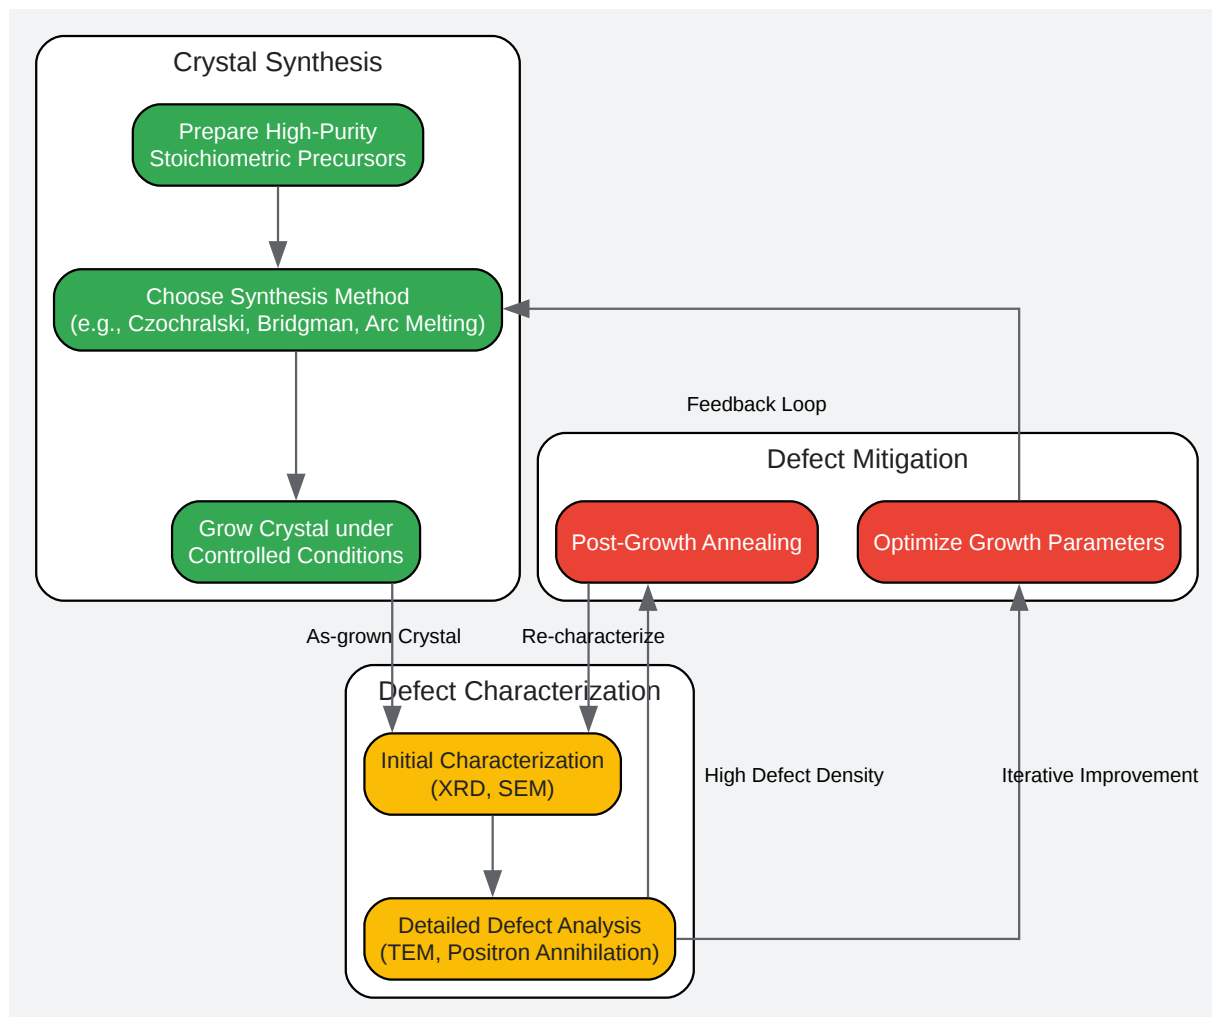 Crystal Synthesis
Prepare High-Purity
Stoichiometric Precursors
Choose Synthesis Method
(e.g., Czochralski, Bridgman, Arc Melting)
Feedback Loop
Defect Mitigation
Grow Crystal under
Controlled Conditions
Post-Growth Annealing
Optimize Growth Parameters
As-grown Crystal
Re-characterize
Defect Characterization
Initial Characterization
(XRD, SEM)
High Defect Density
Iterative Improvement
Detailed Defect Analysis
(TEM, Positron Annihilation)